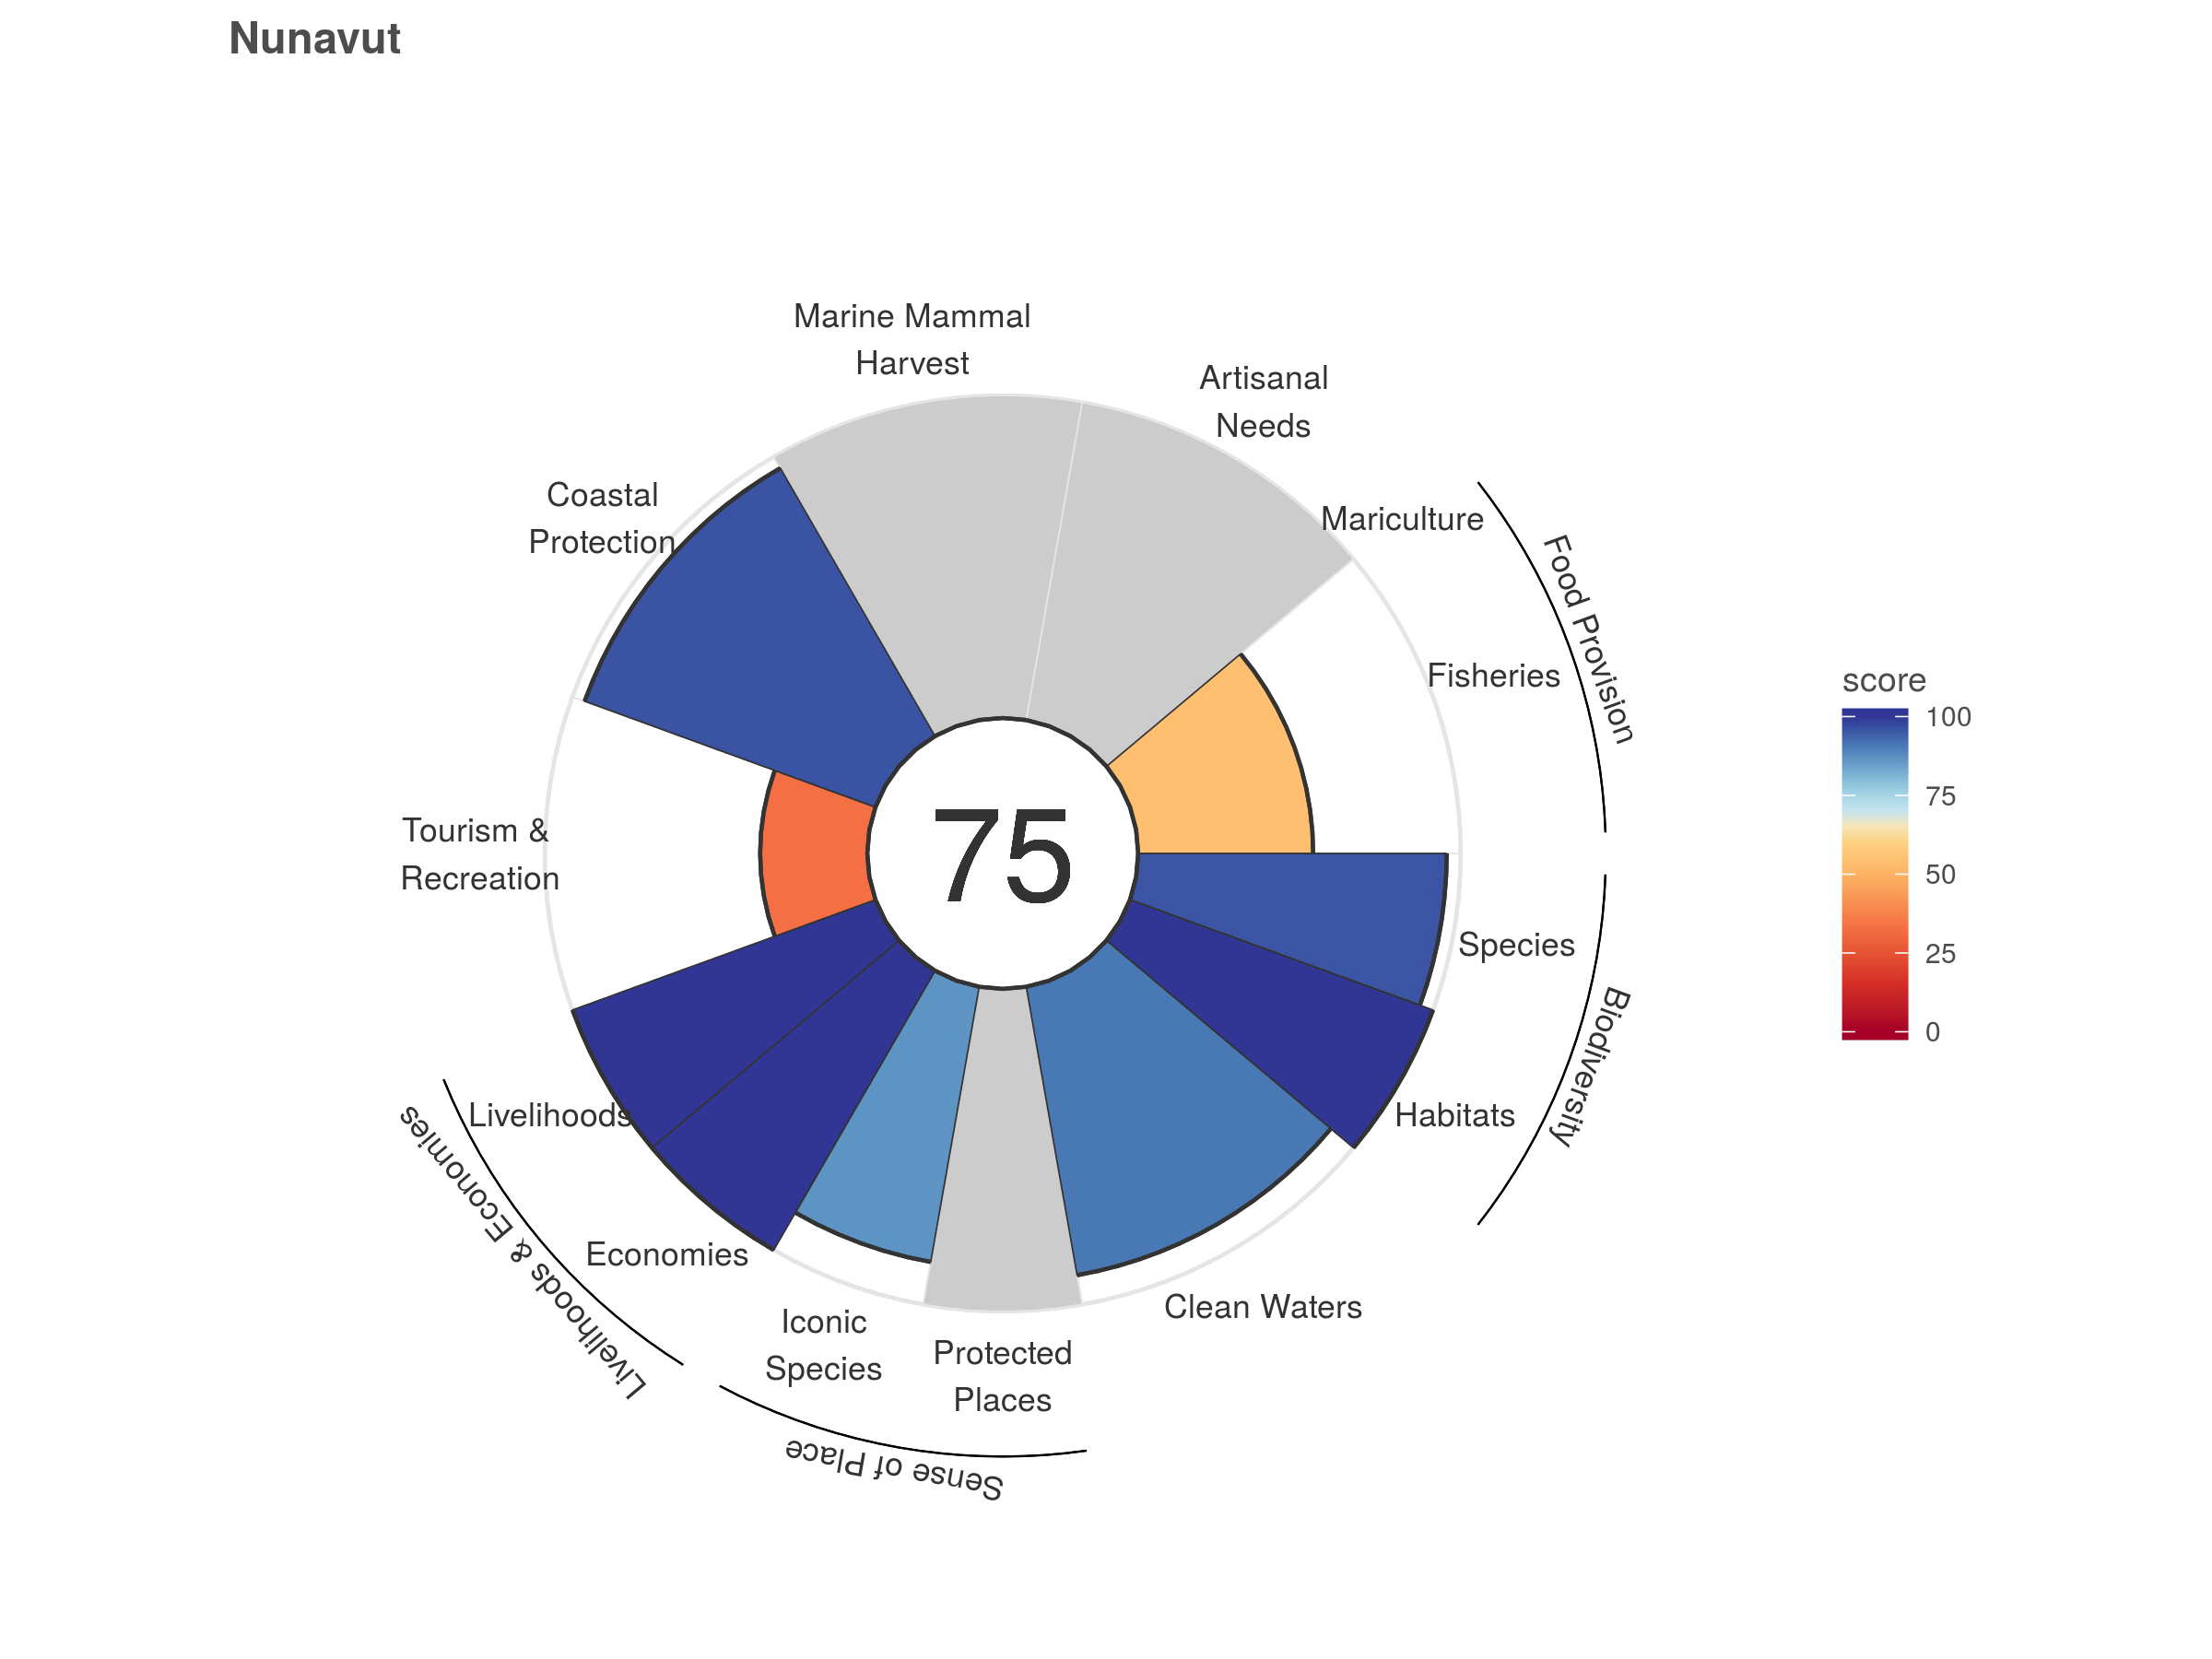 Nunavut
Marine Mammal
Harvest
Artisanal
Needs
Coastal
Protection
Mariculture
Food Provision
Fisheries
score
100
75
50
25
0
Tourism &
Recreation
75
Species
Biodiversity
Livelihoods
Habitats
Livelihoods & Economies
Economies
Clean Waters
Iconic
Species
Protected
Places
Sense of Place